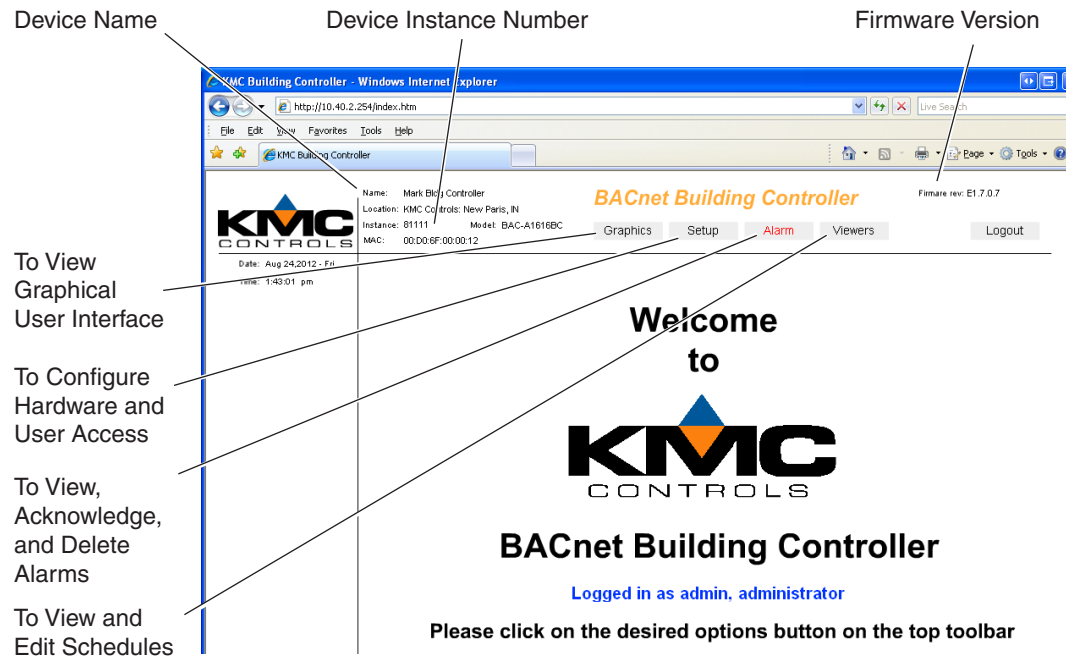 Device Name
Device Instance Number
Firmware Version
KMC Building Controller - Windows Internet Explorer
http://10.40.2.254/index.htm
Live Search
File Edit View Favorites Tools Help
KMC Building Controller
Page Tools
Name: Mark Bldg Controller
Location: KMC Controls: New Paris, IN
Instance: 81111 Model: BAC-A1616BC
MAC: 00:D0:6F:00:00:12
BACnet Building Controller
Firmare rev: E1.7.0.7
Graphics Setup Alarm Viewers Logout
KMC
CONTROLS
Date: Aug 24,2012 - Fri
Time: 1:43:01 pm
To View
Graphical
User Interface
To Configure
Hardware and
User Access
To View,
Acknowledge,
and Delete
Alarms
To View and
Edit Schedules
Welcome
to
KMC
CONTROLS
BACnet Building Controller
Logged in as admin, administrator
Please click on the desired options button on the top toolbar